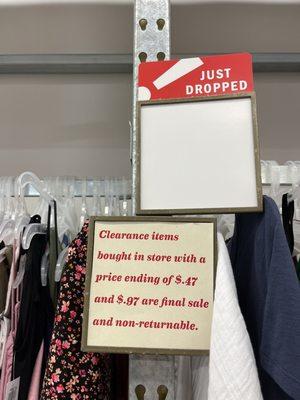 JUST
DROPPED
Clearance items
bought in store with a
price ending of $.47
and $.97 are final sale
and non-returnable.